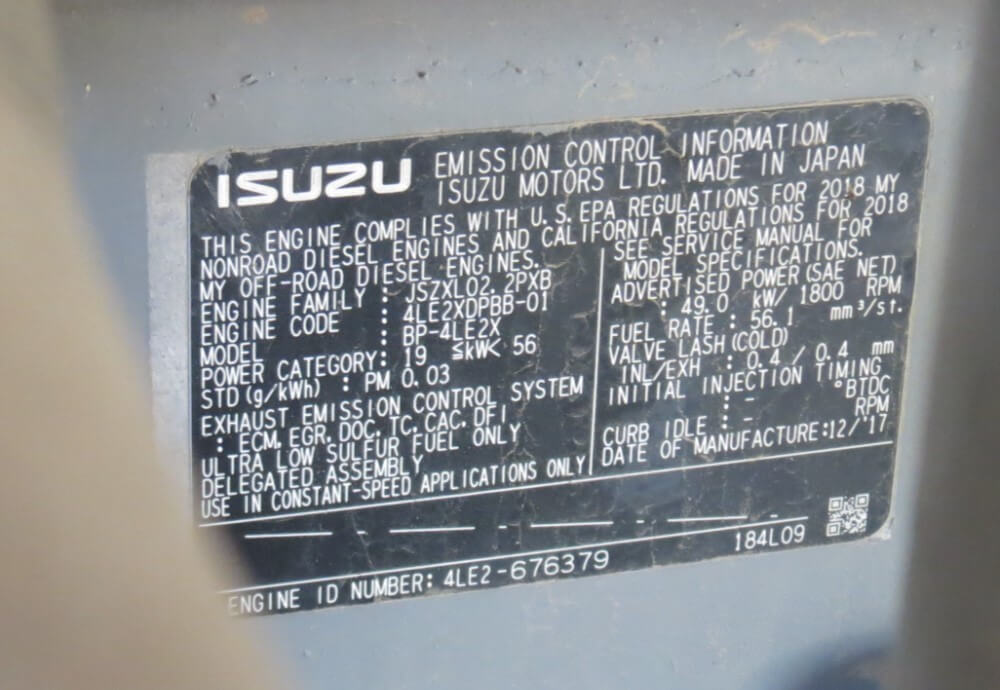 ISUZU
EMISSION CONTROL INFORMATION
ISUZU MOTORS LTD. MADE IN JAPAN
THIS ENGINE COMPLIES WITH U.S. EPA REGULATIONS FOR 2018 MY
NONROAD DIESEL ENGINES AND CALIFORNIA REGULATIONS FOR 2018
MY OFF-ROAD DIESEL ENGINES.
ENGINE FAMILY : JSZXL02.2PXB
ENGINE CODE : 4LE2XDPBB-01
MODEL : BP-4LE2X
POWER CATEGORY: 19 ≤kW< 56
STD (g/kWh) : PM 0.03
EXHAUST EMISSION CONTROL SYSTEM
: ECM, EGR, DOC, TC, CAC, DFI
ULTRA LOW SULFUR FUEL ONLY
DELEGATED ASSEMBLY
USE IN CONSTANT-SPEED APPLICATIONS ONLY
SEE SERVICE MANUAL FOR
MODEL SPECIFICATIONS.
ADVERTISED POWER (SAE NET)
: 49.0 kW/ 1800 RPM
FUEL RATE : 56.1 mm³/st.
VALVE LASH (COLD)
INL/EXH : 0.4 / 0.4 mm
INITIAL INJECTION TIMING
: - °BTDC
CURB IDLE : - RPM
DATE OF MANUFACTURE:12/'17
184L09
ENGINE ID NUMBER: 4LE2-676379